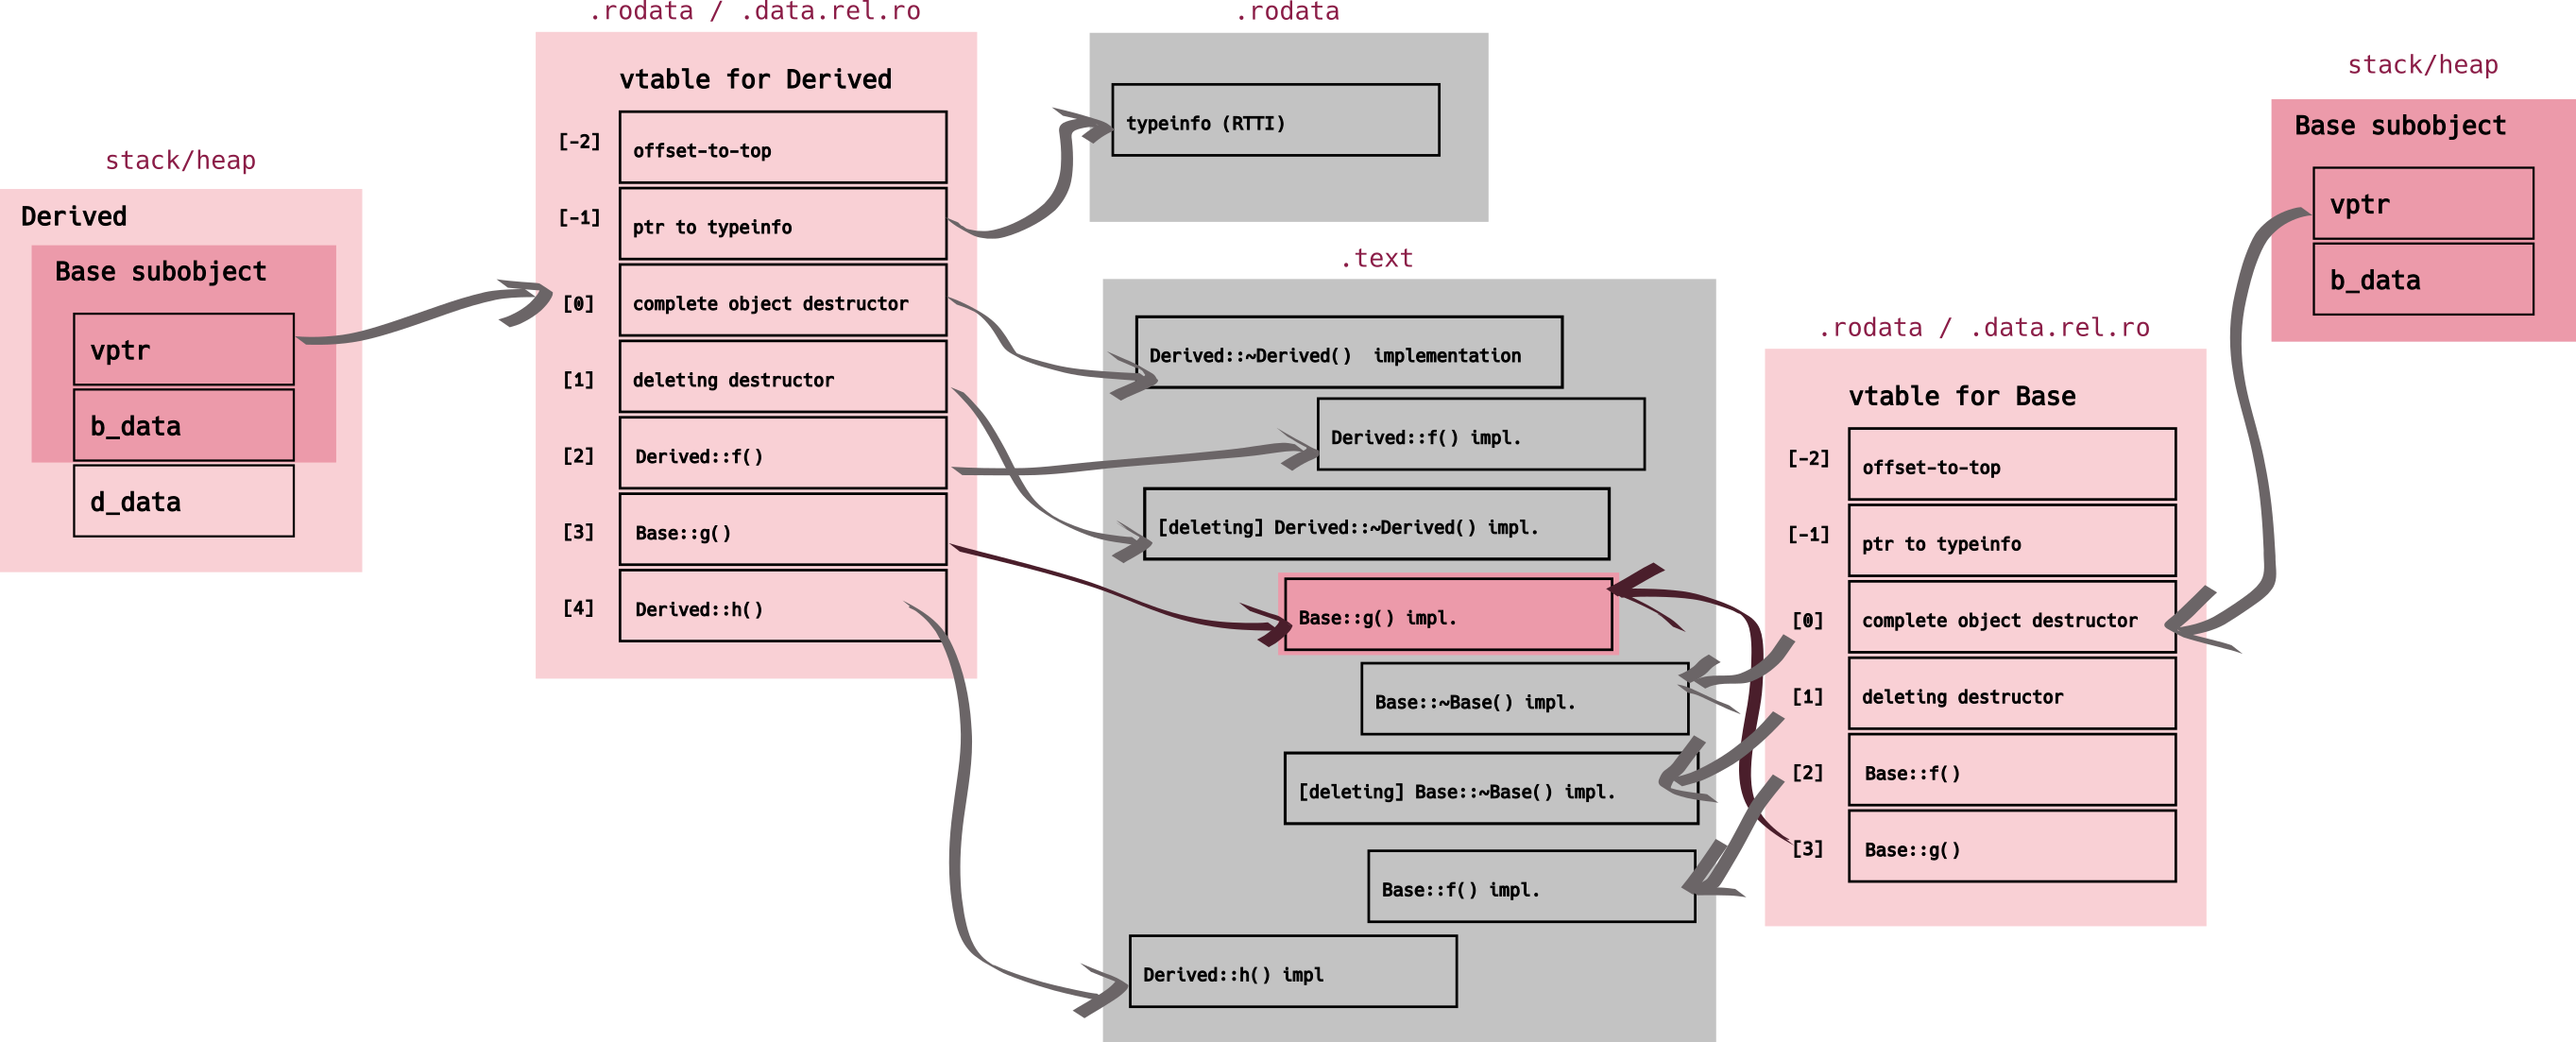 stack/heap
Derived
Base subobject
vptr
b_data
d_data
.rodata / .data.rel.ro
vtable for Derived
[-2] offset-to-top
[-1] ptr to typeinfo
[0] complete object destructor
[1] deleting destructor
[2] Derived::f()
[3] Base::g()
[4] Derived::h()
.rodata
typeinfo (RTTI)
.text
Derived::~Derived()  implementation
Derived::f() impl.
[deleting] Derived::~Derived() impl.
Base::g() impl.
Base::~Base() impl.
[deleting] Base::~Base() impl.
Base::f() impl.
Derived::h() impl
.rodata / .data.rel.ro
vtable for Base
[-2] offset-to-top
[-1] ptr to typeinfo
[0] complete object destructor
[1] deleting destructor
[2] Base::f()
[3] Base::g()
stack/heap
Base subobject
vptr
b_data